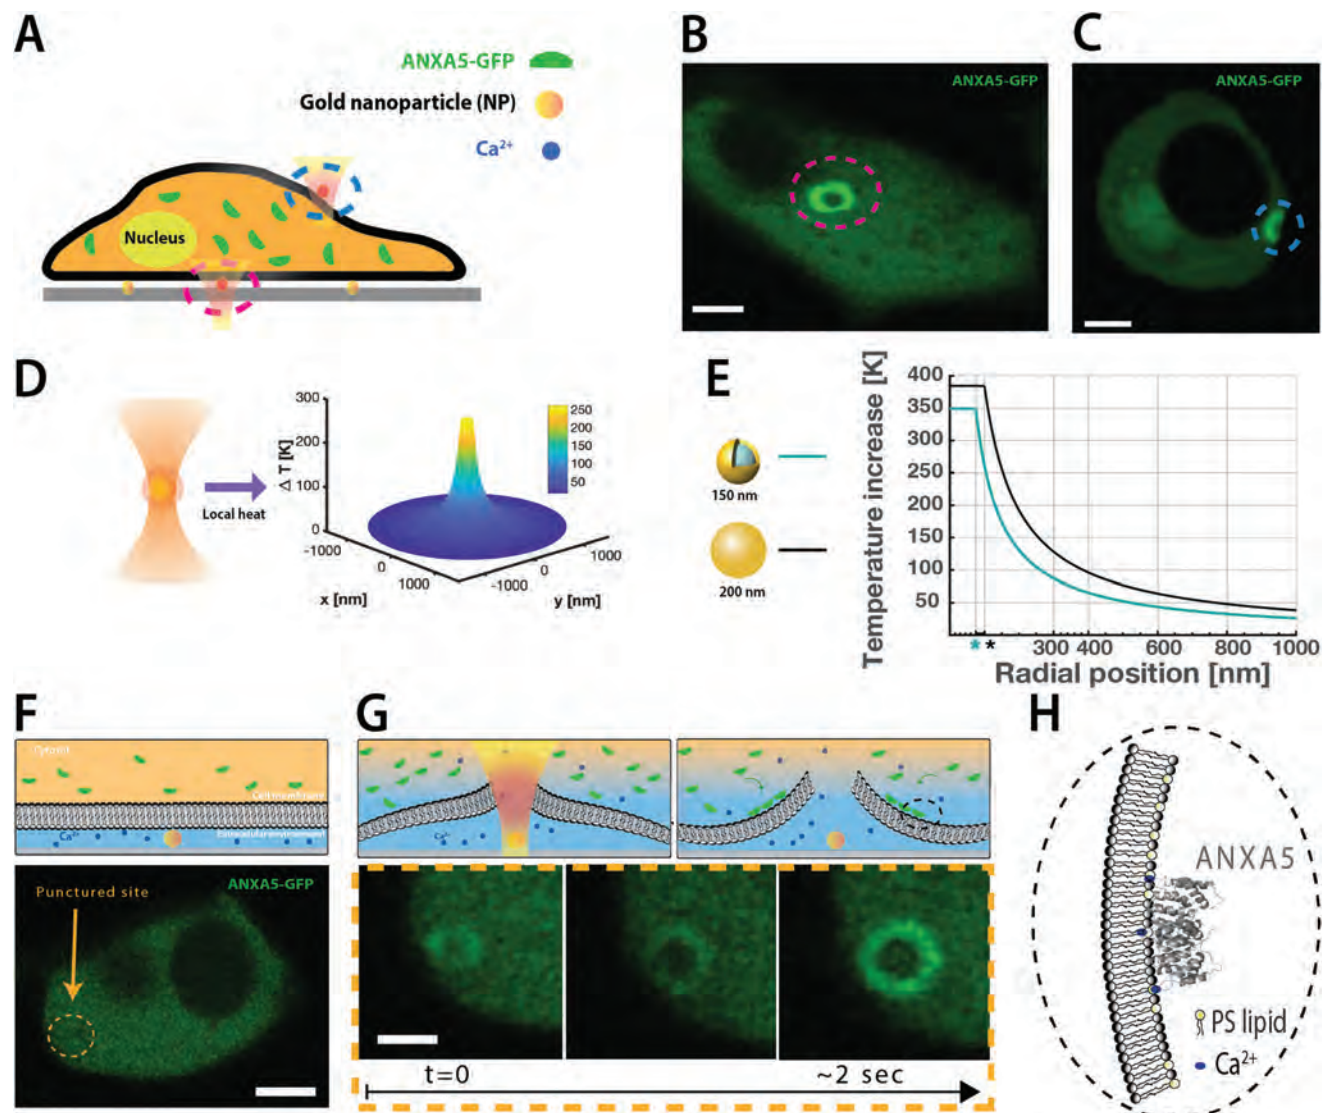 A
ANXA5-GFP
Gold nanoparticle (NP)
Ca²⁺
Nucleus
B
ANXA5-GFP
C
ANXA5-GFP
D
Local heat
Δ T [K]
300
200
100
0
-1000
0
1000
x [nm]
-1000
0
1000
y [nm]
250
200
150
100
50
E
150 nm
200 nm
Temperature increase [K]
400
350
300
250
200
150
100
50
* *
300 400 600 800 1000
Radial position [nm]
F
Cytosol
Cell membrane
Extracellular environment
Ca²⁺
Punctured site
ANXA5-GFP
G
Ca²⁺
t=0
~2 sec
H
ANXA5
PS lipid
Ca²⁺